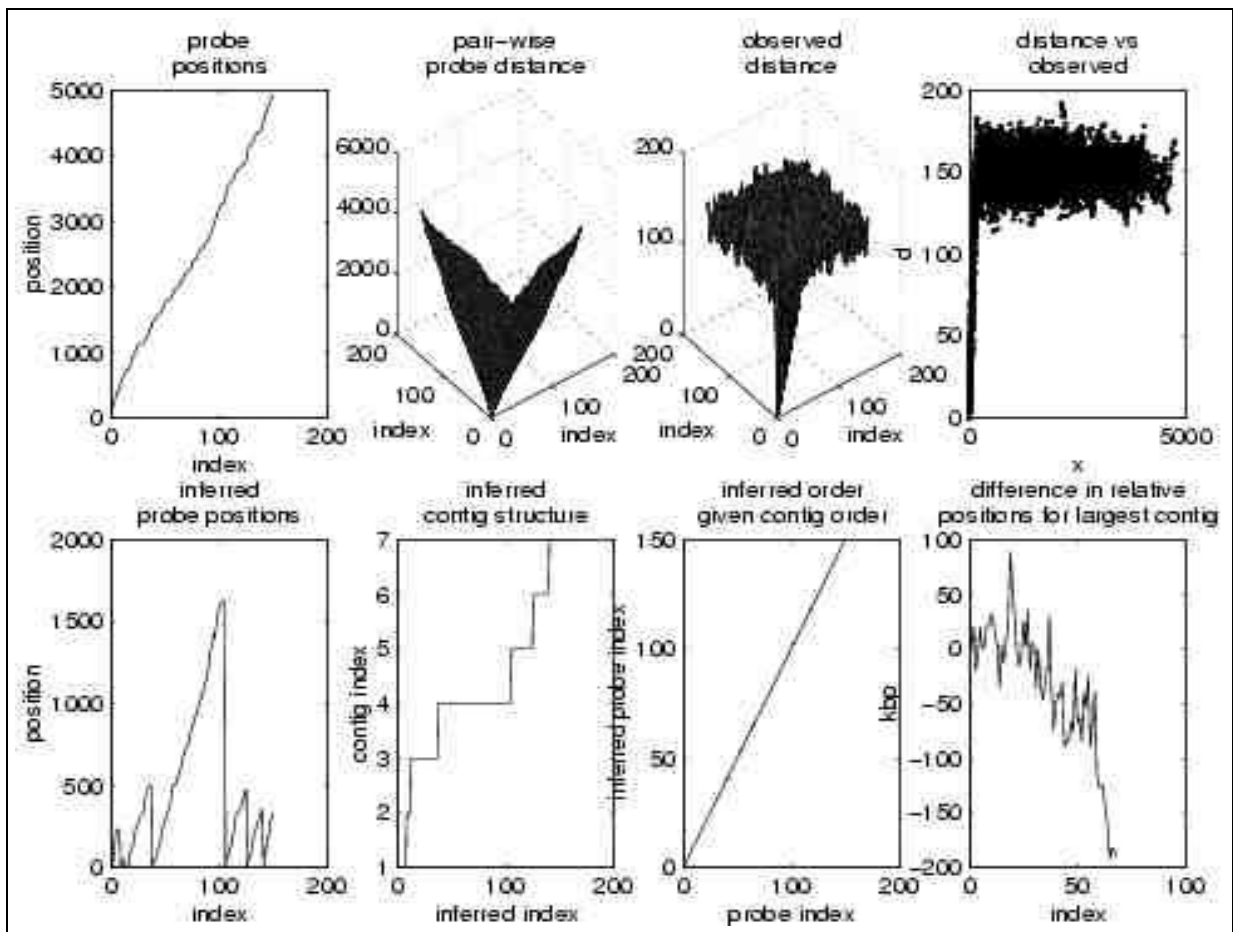 probe
positions
5000
4000
3000
2000
1000
0
position
0 100 200
index
pair-wise
probe distance
6000
4000
2000
0
200
100
0
index
0
100
200
index
observed
distance
200
100
0
200
100
0
index
0
100
200
index
distance vs
observed
200
150
100
50
0
d
0 5000
x
inferred
probe positions
2000
1500
1000
500
0
position
0 100 200
index
inferred
contig structure
7
6
5
4
3
2
1
contig index
0 100 200
inferred index
inferred order
given contig order
150
100
50
0
inferred probe index
0 100 200
probe index
difference in relative
positions for largest contig
100
50
0
-50
-100
-150
-200
kbp
0 50 100
index